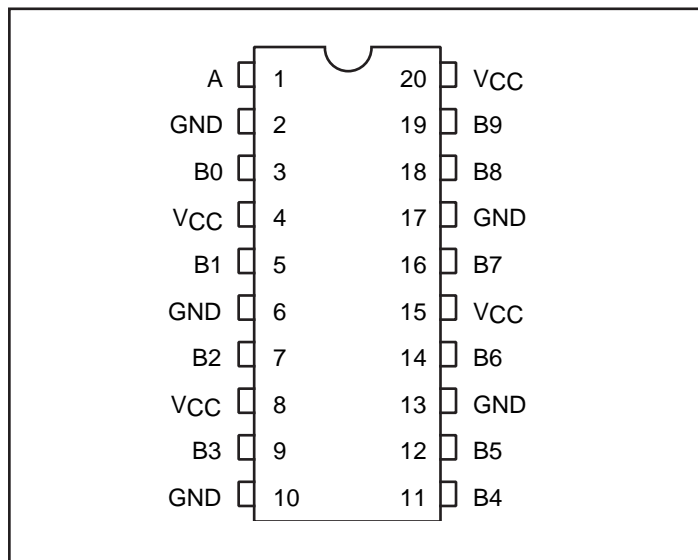 A 1 20 VCC
GND 2 19 B9
B0 3 18 B8
VCC 4 17 GND
B1 5 16 B7
GND 6 15 VCC
B2 7 14 B6
VCC 8 13 GND
B3 9 12 B5
GND 10 11 B4